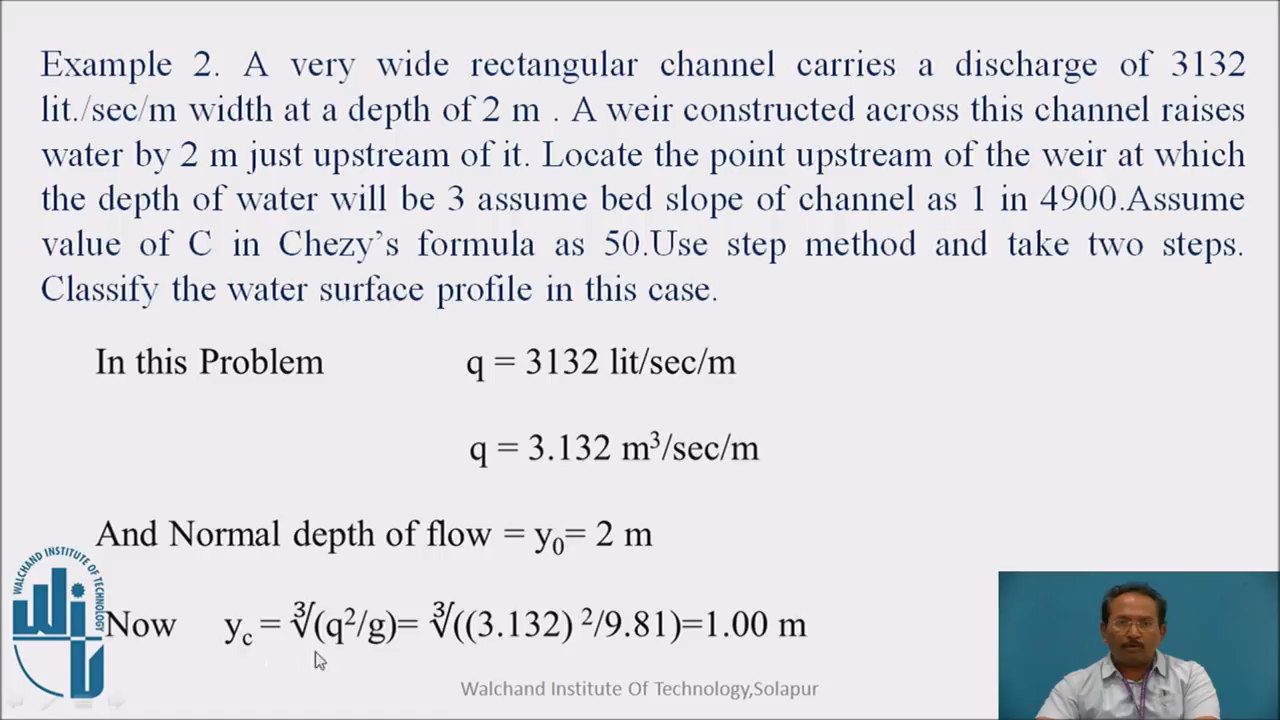 Example 2. A very wide rectangular channel carries a discharge of 3132
lit./sec/m width at a depth of 2 m . A weir constructed across this channel raises
water by 2 m just upstream of it. Locate the point upstream of the weir at which
the depth of water will be 3 assume bed slope of channel as 1 in 4900.Assume
value of C in Chezy's formula as 50.Use step method and take two steps.
Classify the water surface profile in this case.
In this Problem q = 3132 lit/sec/m
q = 3.132 m³/sec/m
And Normal depth of flow = y₀= 2 m
Now y_c = ∛(q²/g)= ∛((3.132) ²/9.81)=1.00 m
WALCHAND INSTITUTE OF TECHNOLOGY
Walchand Institute Of Technology,Solapur